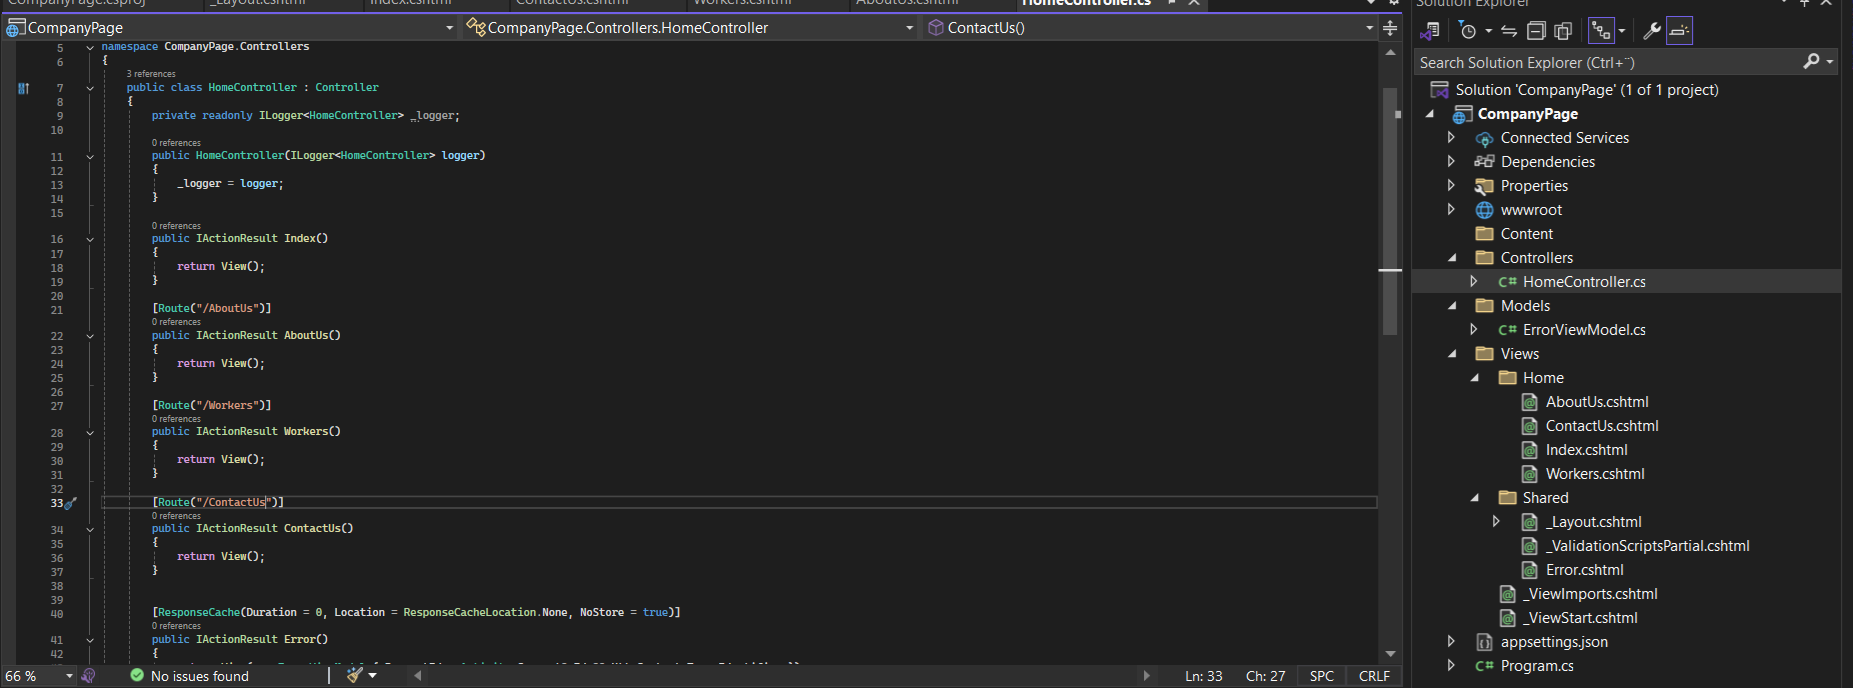 CompanyPage.csproj _Layout.cshtml Index.cshtml ContactUs.cshtml Workers.cshtml AboutUs.cshtml HomeController.cs
CompanyPage CompanyPage.Controllers.HomeController ContactUs()
5 namespace CompanyPage.Controllers
6 {
3 references
7 public class HomeController : Controller
8 {
9 private readonly ILogger<HomeController> _logger;
10
0 references
11 public HomeController(ILogger<HomeController> logger)
12 {
13 _logger = logger;
14 }
15
0 references
16 public IActionResult Index()
17 {
18 return View();
19 }
20
21 [Route("/AboutUs")]
0 references
22 public IActionResult AboutUs()
23 {
24 return View();
25 }
26
27 [Route("/Workers")]
0 references
28 public IActionResult Workers()
29 {
30 return View();
31 }
32
33 [Route("/ContactUs")]
0 references
34 public IActionResult ContactUs()
35 {
36 return View();
37 }
38
39
40 [ResponseCache(Duration = 0, Location = ResponseCacheLocation.None, NoStore = true)]
0 references
41 public IActionResult Error()
42 {
66 % No issues found Ln: 33 Ch: 27 SPC CRLF
Solution Explorer
Search Solution Explorer (Ctrl+¨)
Solution 'CompanyPage' (1 of 1 project)
CompanyPage
Connected Services
Dependencies
Properties
wwwroot
Content
Controllers
C# HomeController.cs
Models
C# ErrorViewModel.cs
Views
Home
AboutUs.cshtml
ContactUs.cshtml
Index.cshtml
Workers.cshtml
Shared
_Layout.cshtml
_ValidationScriptsPartial.cshtml
Error.cshtml
_ViewImports.cshtml
_ViewStart.cshtml
appsettings.json
C# Program.cs